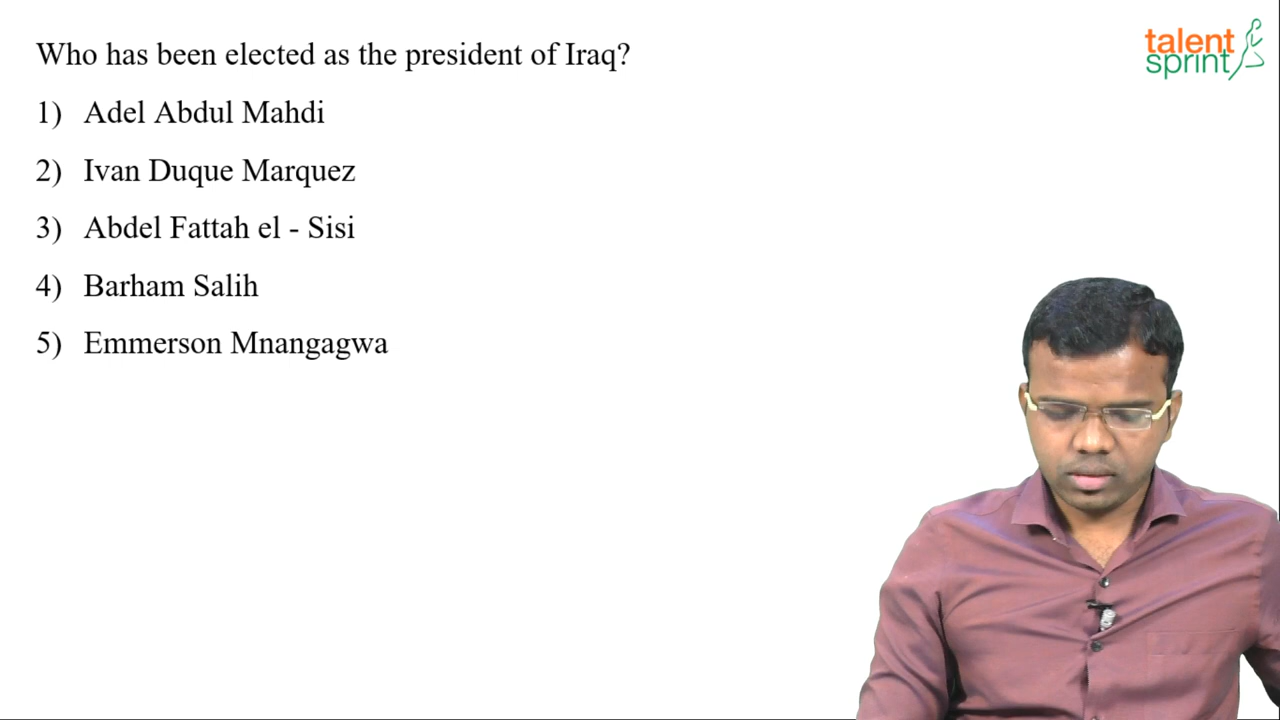 Who has been elected as the president of Iraq?
1) Adel Abdul Mahdi
2) Ivan Duque Marquez
3) Abdel Fattah el - Sisi
4) Barham Salih
5) Emmerson Mnangagwa
talent
sprint